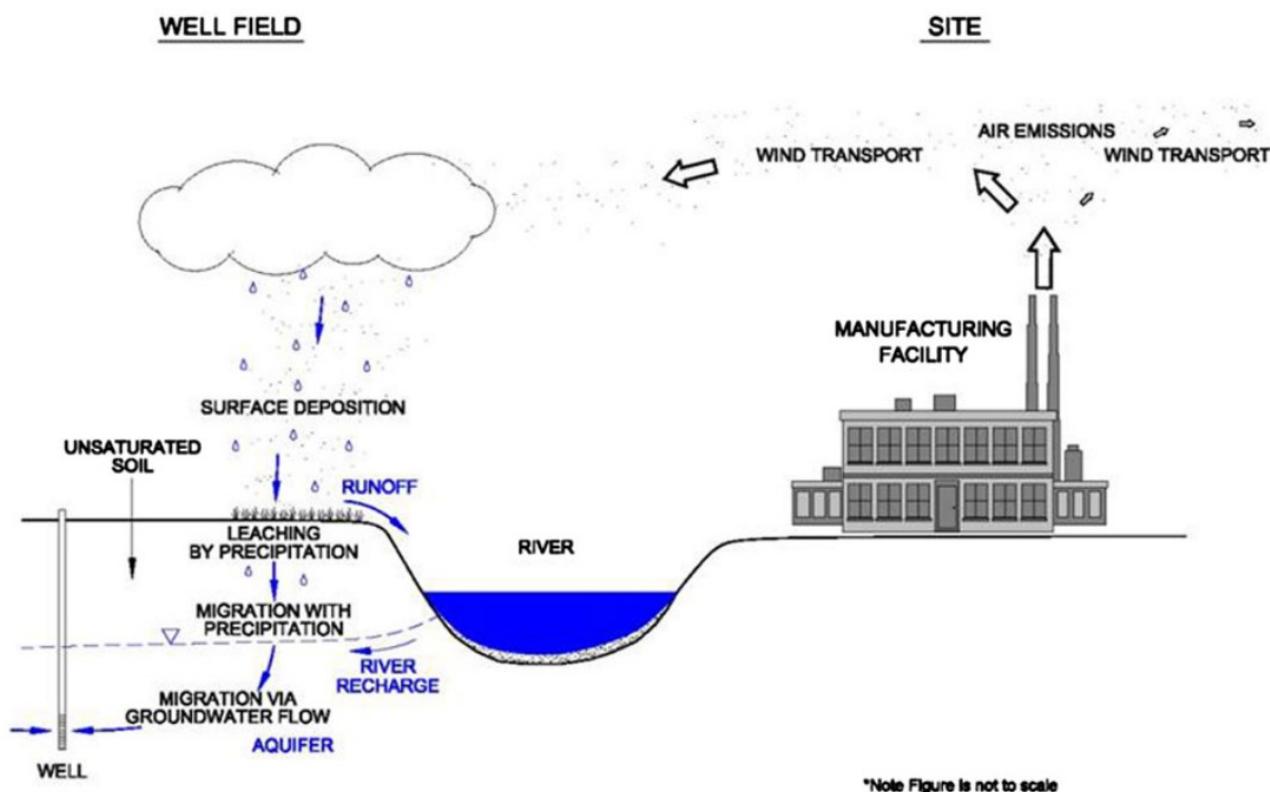 WELL FIELD
SITE
AIR EMISSIONS
WIND TRANSPORT
WIND TRANSPORT
MANUFACTURING
FACILITY
SURFACE DEPOSITION
UNSATURATED
SOIL
RUNOFF
LEACHING
BY PRECIPITATION
RIVER
MIGRATION WITH
PRECIPITATION
RIVER
RECHARGE
MIGRATION VIA
GROUNDWATER FLOW
AQUIFER
WELL
*Note Figure is not to scale